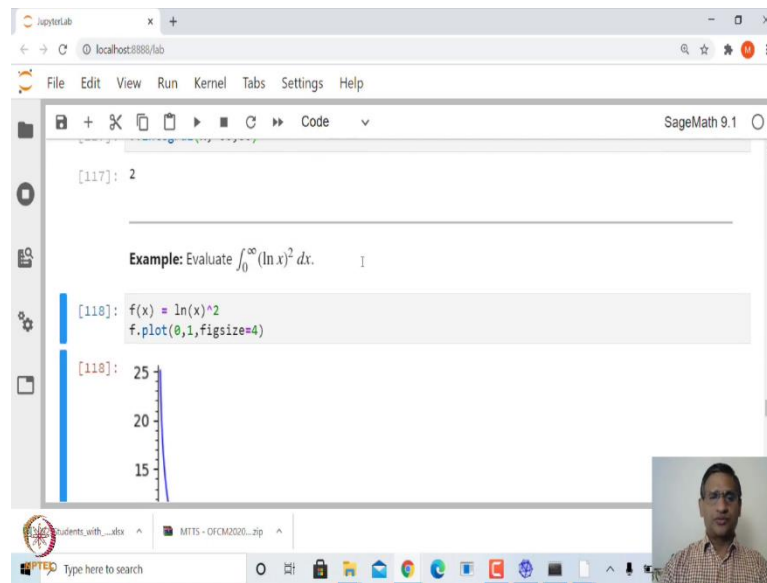 JupyterLab
localhost:8888/lab
M
File Edit View Run Kernel Tabs Settings Help
Code
SageMath 9.1
[117]: 2
Example: Evaluate ∫₀^∞ (ln x)² dx.
[118]: f(x) = ln(x)^2
f.plot(0,1,figsize=4)
[118]: 25
20
15
MTTS - OFCM2020....zip
Type here to search